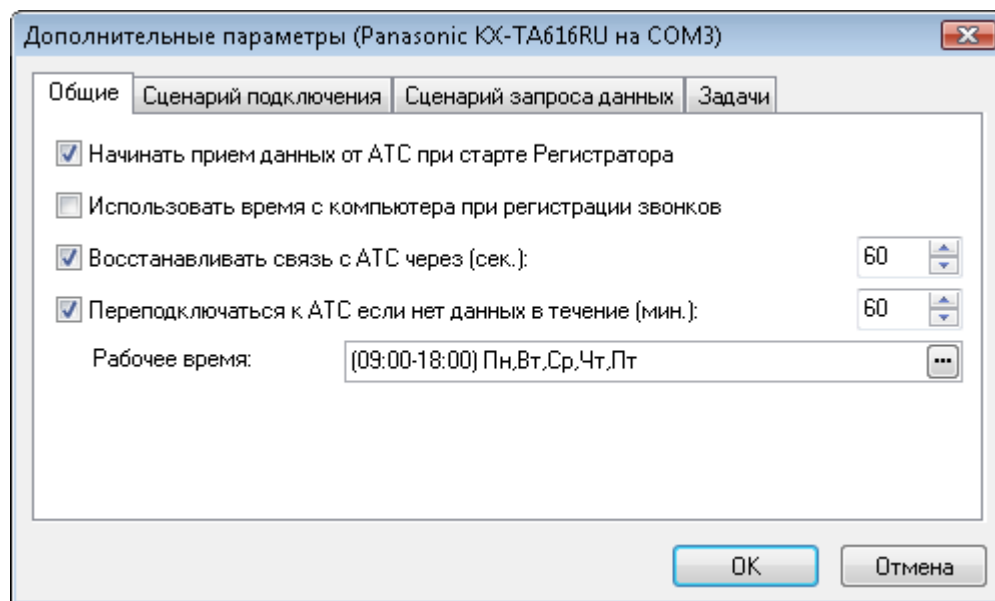 Дополнительные параметры (Panasonic KX-TA616RU на COM3)
Общие Сценарий подключения Сценарий запроса данных Задачи
Начинать прием данных от АТС при старте Регистратора
Использовать время с компьютера при регистрации звонков
Восстанавливать связь с АТС через (сек.): 60
Переподключаться к АТС если нет данных в течение (мин.): 60
Рабочее время: (09:00-18:00) Пн,Вт,Ср,Чт,Пт ...
OK Отмена